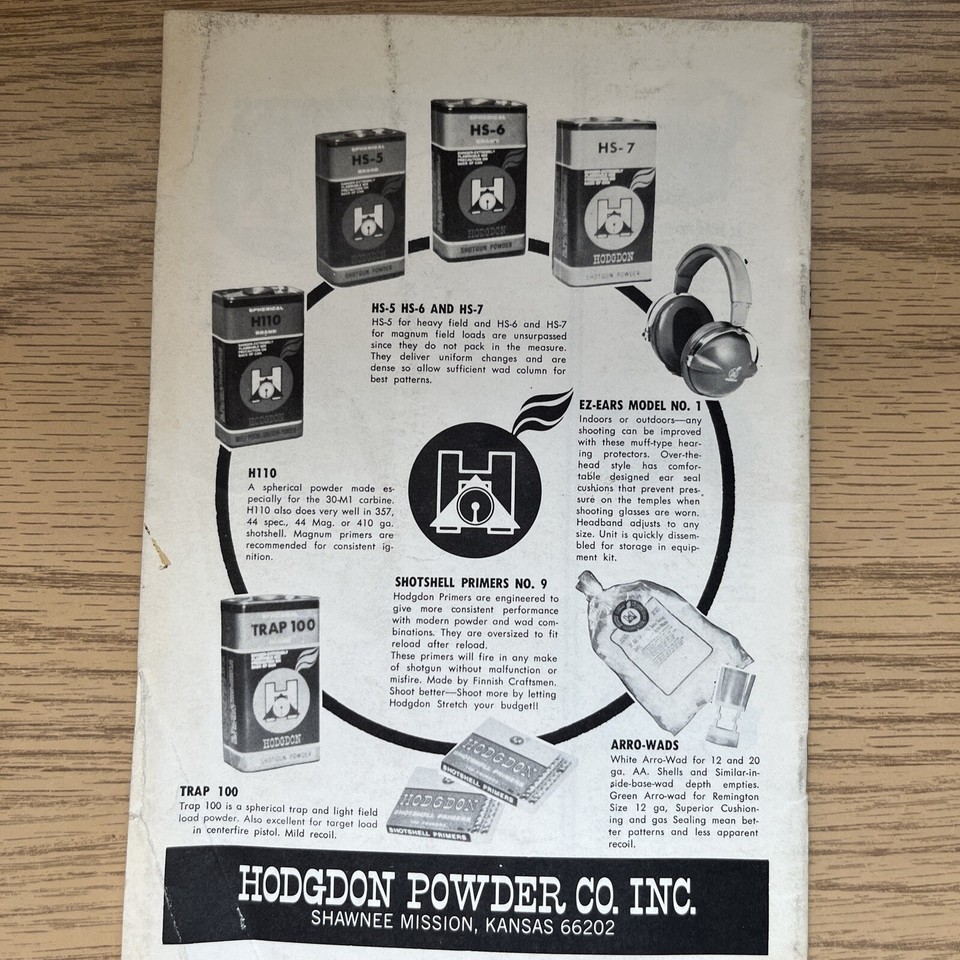 SPHERICAL
HS-5
BRAND
HODGDON
SHOTGUN POWDER
SPHERICAL
HS-6
BRAND
HODGDON
SHOTGUN POWDER
HS-7
HODGDON
SHOTGUN POWDER
SPHERICAL
H110
BRAND
HODGDON
HS-5 HS-6 AND HS-7
HS-5 for heavy field and HS-6 and HS-7
for magnum field loads are unsurpassed
since they do not pack in the measure.
They deliver uniform changes and are
dense so allow sufficient wad column for
best patterns.
EZ-EARS MODEL NO. 1
Indoors or outdoors—any
shooting can be improved
with these muff-type hear-
ing protectors. Over-the-
head style has comfor-
table designed ear seal
cushions that prevent pres-
sure on the temples when
shooting glasses are worn.
Headband adjusts to any
size. Unit is quickly dissem-
bled for storage in equip-
ment kit.
H110
A spherical powder made es-
pecially for the 30-M1 carbine.
H110 also does very well in 357,
44 spec., 44 Mag. or 410 ga.
shotshell. Magnum primers are
recommended for consistent ig-
nition.
SHOTSHELL PRIMERS NO. 9
Hodgdon Primers are engineered to
give more consistent performance
with modern powder and wad com-
binations. They are oversized to fit
reload after reload.
These primers will fire in any make
of shotgun without malfunction or
misfire. Made by Finnish Craftsmen.
Shoot better—Shoot more by letting
Hodgdon Stretch your budget!!
TRAP 100
HODGDON
SHOTGUN POWDER
HODGDON
SHOTSHELL PRIMERS
SHOTSHELL PRIMERS
HODGDON
SHOTSHELL PRIMERS
SHOTSHELL PRIMERS
ARRO-WADS
White Arro-Wad for 12 and 20
ga. AA. Shells and Similar-in-
side-base-wad depth empties.
Green Arro-wad for Remington
Size 12 ga, Superior Cushion-
ing and gas Sealing mean bet-
ter patterns and less apparent
recoil.
TRAP 100
Trap 100 is a spherical trap and light field
load powder. Also excellent for target load
in centerfire pistol. Mild recoil.
HODGDON POWDER CO. INC.
SHAWNEE MISSION, KANSAS 66202